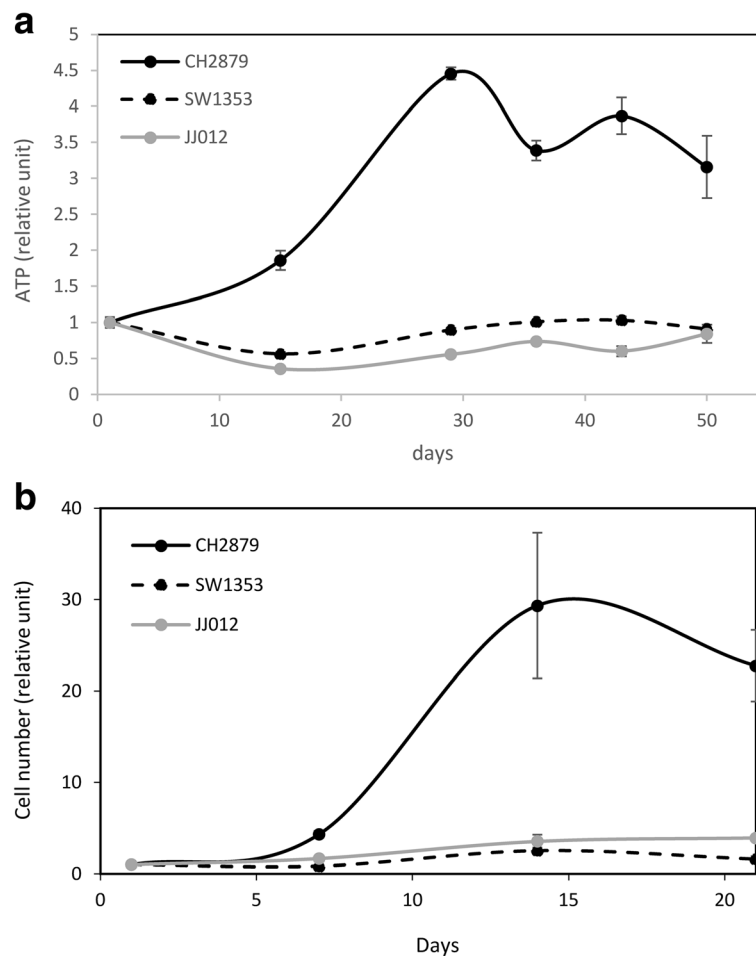 a
5
4.5
4
3.5
3
2.5
2
1.5
1
0.5
0
ATP (relative unit)
CH2879
SW1353
JJ012
0 10 20 30 40 50
days
b
40
30
20
10
0
Cell number (relative unit)
CH2879
SW1353
JJ012
0 5 10 15 20
Days